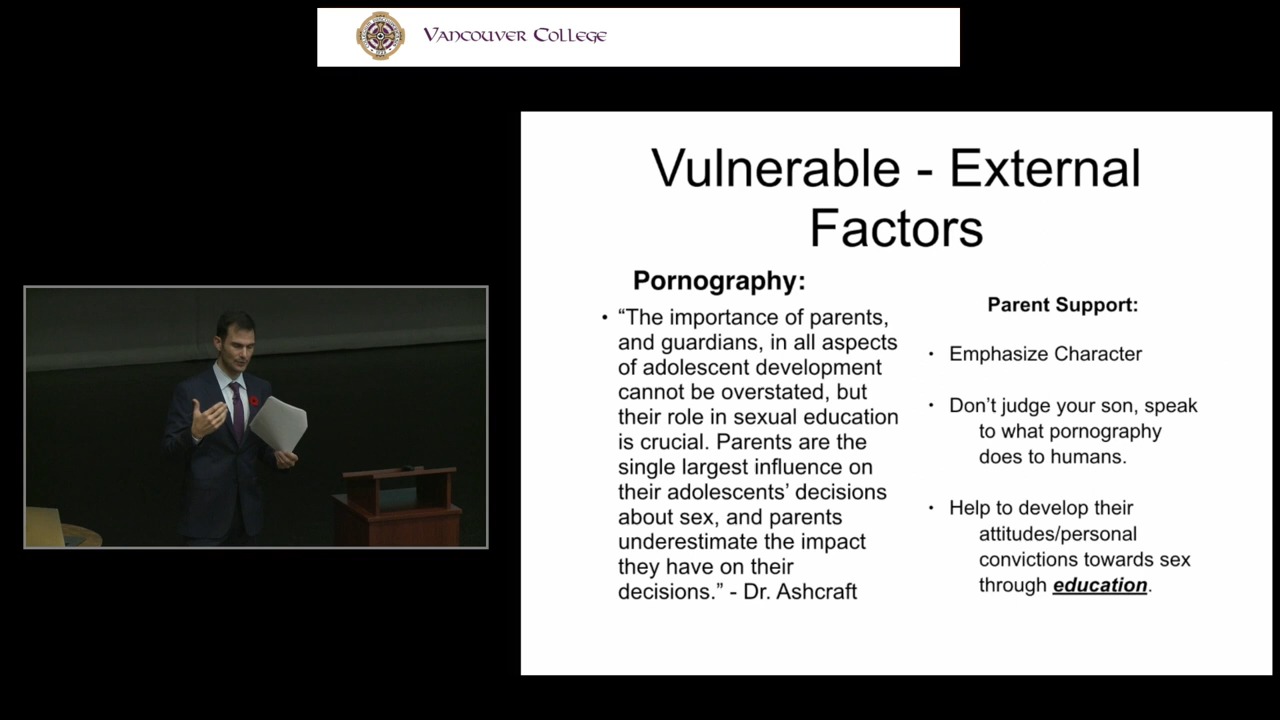 Vancouver College
Vulnerable - External
Factors
Pornography:
• “The importance of parents,
and guardians, in all aspects
of adolescent development
cannot be overstated, but
their role in sexual education
is crucial. Parents are the
single largest influence on
their adolescents’ decisions
about sex, and parents
underestimate the impact
they have on their
decisions.” - Dr. Ashcraft
Parent Support:
• Emphasize Character
• Don’t judge your son, speak
to what pornography
does to humans.
• Help to develop their
attitudes/personal
convictions towards sex
through education.